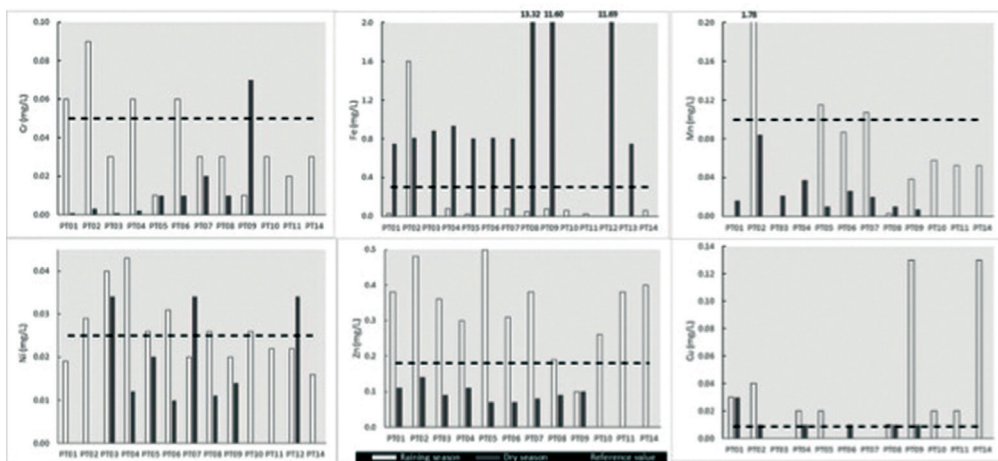 13.32 11.60 11.69 1.78
0.10 2.0 0.20
0.08 1.6 0.16
0.06 1.2 0.12
0.04 0.8 0.08
0.02 0.4 0.04
0.00 0.0 0.00
Cr (mg/L) Fe (mg/L) Mn (mg/L)
PT01 PT02 PT03 PT04 PT05 PT06 PT07 PT08 PT09 PT10 PT11 PT14
PT01 PT02 PT03 PT04 PT05 PT06 PT07 PT08 PT09 PT10 PT11 PT12 PT13 PT14
PT01 PT02 PT03 PT04 PT05 PT06 PT07 PT08 PT09 PT10 PT11 PT14
0.04 0.5 0.14
0.03 0.4 0.12
0.02 0.3 0.10
0.01 0.2 0.08
0.00 0.1 0.06
0.0 0.04
0.02
0.00
Ni (mg/L) Zn (mg/L) Cu (mg/L)
PT01 PT02 PT03 PT04 PT05 PT06 PT07 PT08 PT09 PT10 PT11 PT12 PT14
PT01 PT02 PT03 PT04 PT05 PT06 PT07 PT08 PT09 PT10 PT11 PT14
PT01 PT02 PT03 PT04 PT05 PT06 PT07 PT08 PT09 PT10 PT11 PT14
Raining season Dry season Reference value